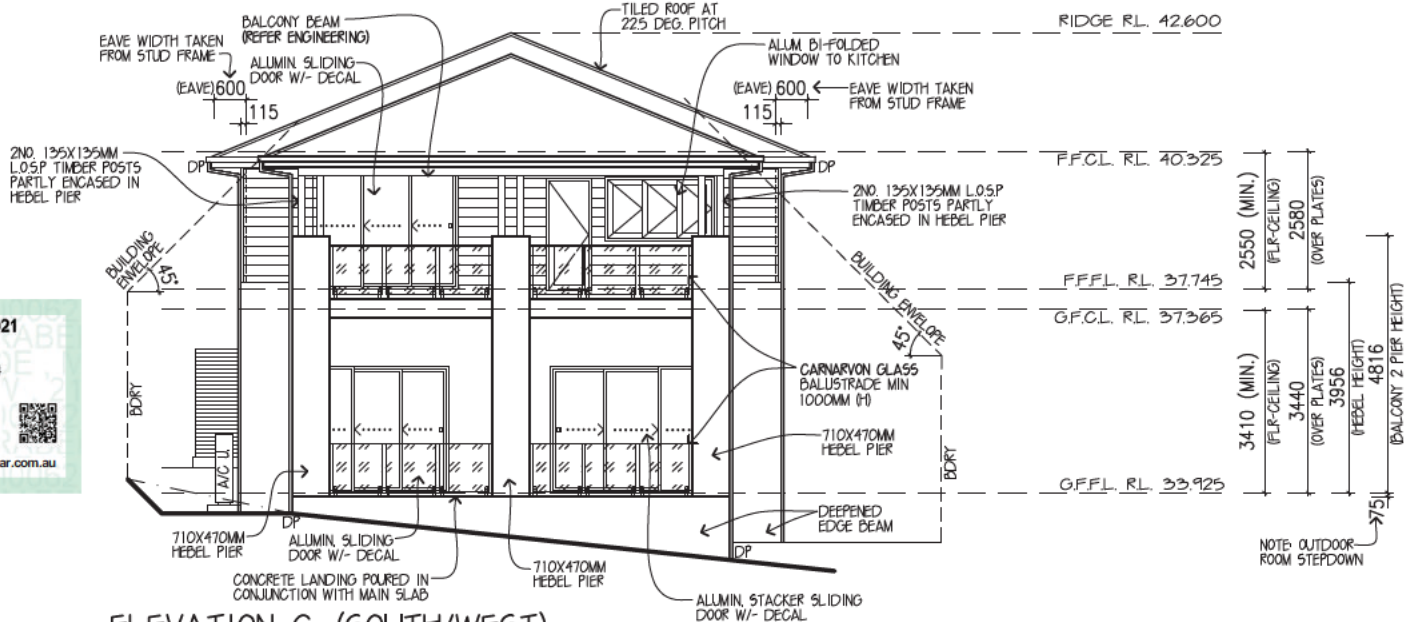 BALCONY BEAM
(REFER ENGINEERING)
TILED ROOF AT
22.5 DEG. PITCH
RIDGE R.L. 42.600
EAVE WIDTH TAKEN
FROM STUD FRAME
ALUMIN. SLIDING
DOOR W/- DECAL
ALUM. BI-FOLDED
WINDOW TO KITCHEN
(EAVE) 600
115
(EAVE) 600
EAVE WIDTH TAKEN
FROM STUD FRAME
115
2NO. 135X135MM
L.O.S.P TIMBER POSTS
PARTLY ENCASED IN
HEBEL PIER
DP
DP
F.F.C.L. R.L. 40.325
2NO. 135X135MM L.O.S.P
TIMBER POSTS PARTLY
ENCASED IN HEBEL PIER
2550 (MIN.)
(FLR-CEILING)
2580
(OVER PLATES)
BUILDING
ENVELOPE
45°
BUILDING ENVELOPE
45°
F.F.F.L. R.L. 37.745
G.F.C.L. R.L. 37.365
21
BDRY
A/C U.
ar.com.au
CARNARVON GLASS
BALUSTRADE MIN
1000MM (H)
710X470MM
HEBEL PIER
BDRY
3410 (MIN.)
(FLR-CEILING)
3440
(OVER PLATES)
3956
(HEBEL HEIGHT)
4816
(BALCONY 2 PIER HEIGHT)
G.F.F.L. R.L. 33.925
75
NOTE: OUTDOOR
ROOM STEPDOWN
DP
DEEPENED
EDGE BEAM
DP
710X470MM
HEBEL PIER
ALUMIN. SLIDING
DOOR W/- DECAL
710X470MM
HEBEL PIER
CONCRETE LANDING POURED IN
CONJUNCTION WITH MAIN SLAB
ALUMIN. STACKER SLIDING
DOOR W/- DECAL
ELEVATION C (SOUTH/WEST)